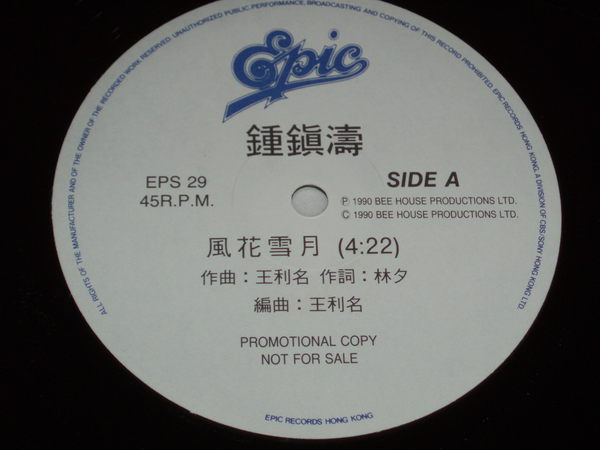 ALL RIGHTS OF THE MANUFACTURER AND OF THE OWNER OF THE RECORDED WORK RESERVED. UNAUTHORIZED PUBLIC PERFORMANCE, BROADCASTING AND COPYING OF THIS RECORD PROHIBITED. EPIC RECORDS HONG KONG. A DIVISION OF CBS/SONY HONG KONG LTD.
Epic
鍾鎮濤
EPS 29
45R.P.M.
SIDE A
Ⓟ 1990 BEE HOUSE PRODUCTIONS LTD.
© 1990 BEE HOUSE PRODUCTIONS LTD.
風花雪月 (4:22)
作曲：王利名 作詞：林夕
編曲：王利名
PROMOTIONAL COPY
NOT FOR SALE
EPIC RECORDS HONG KONG